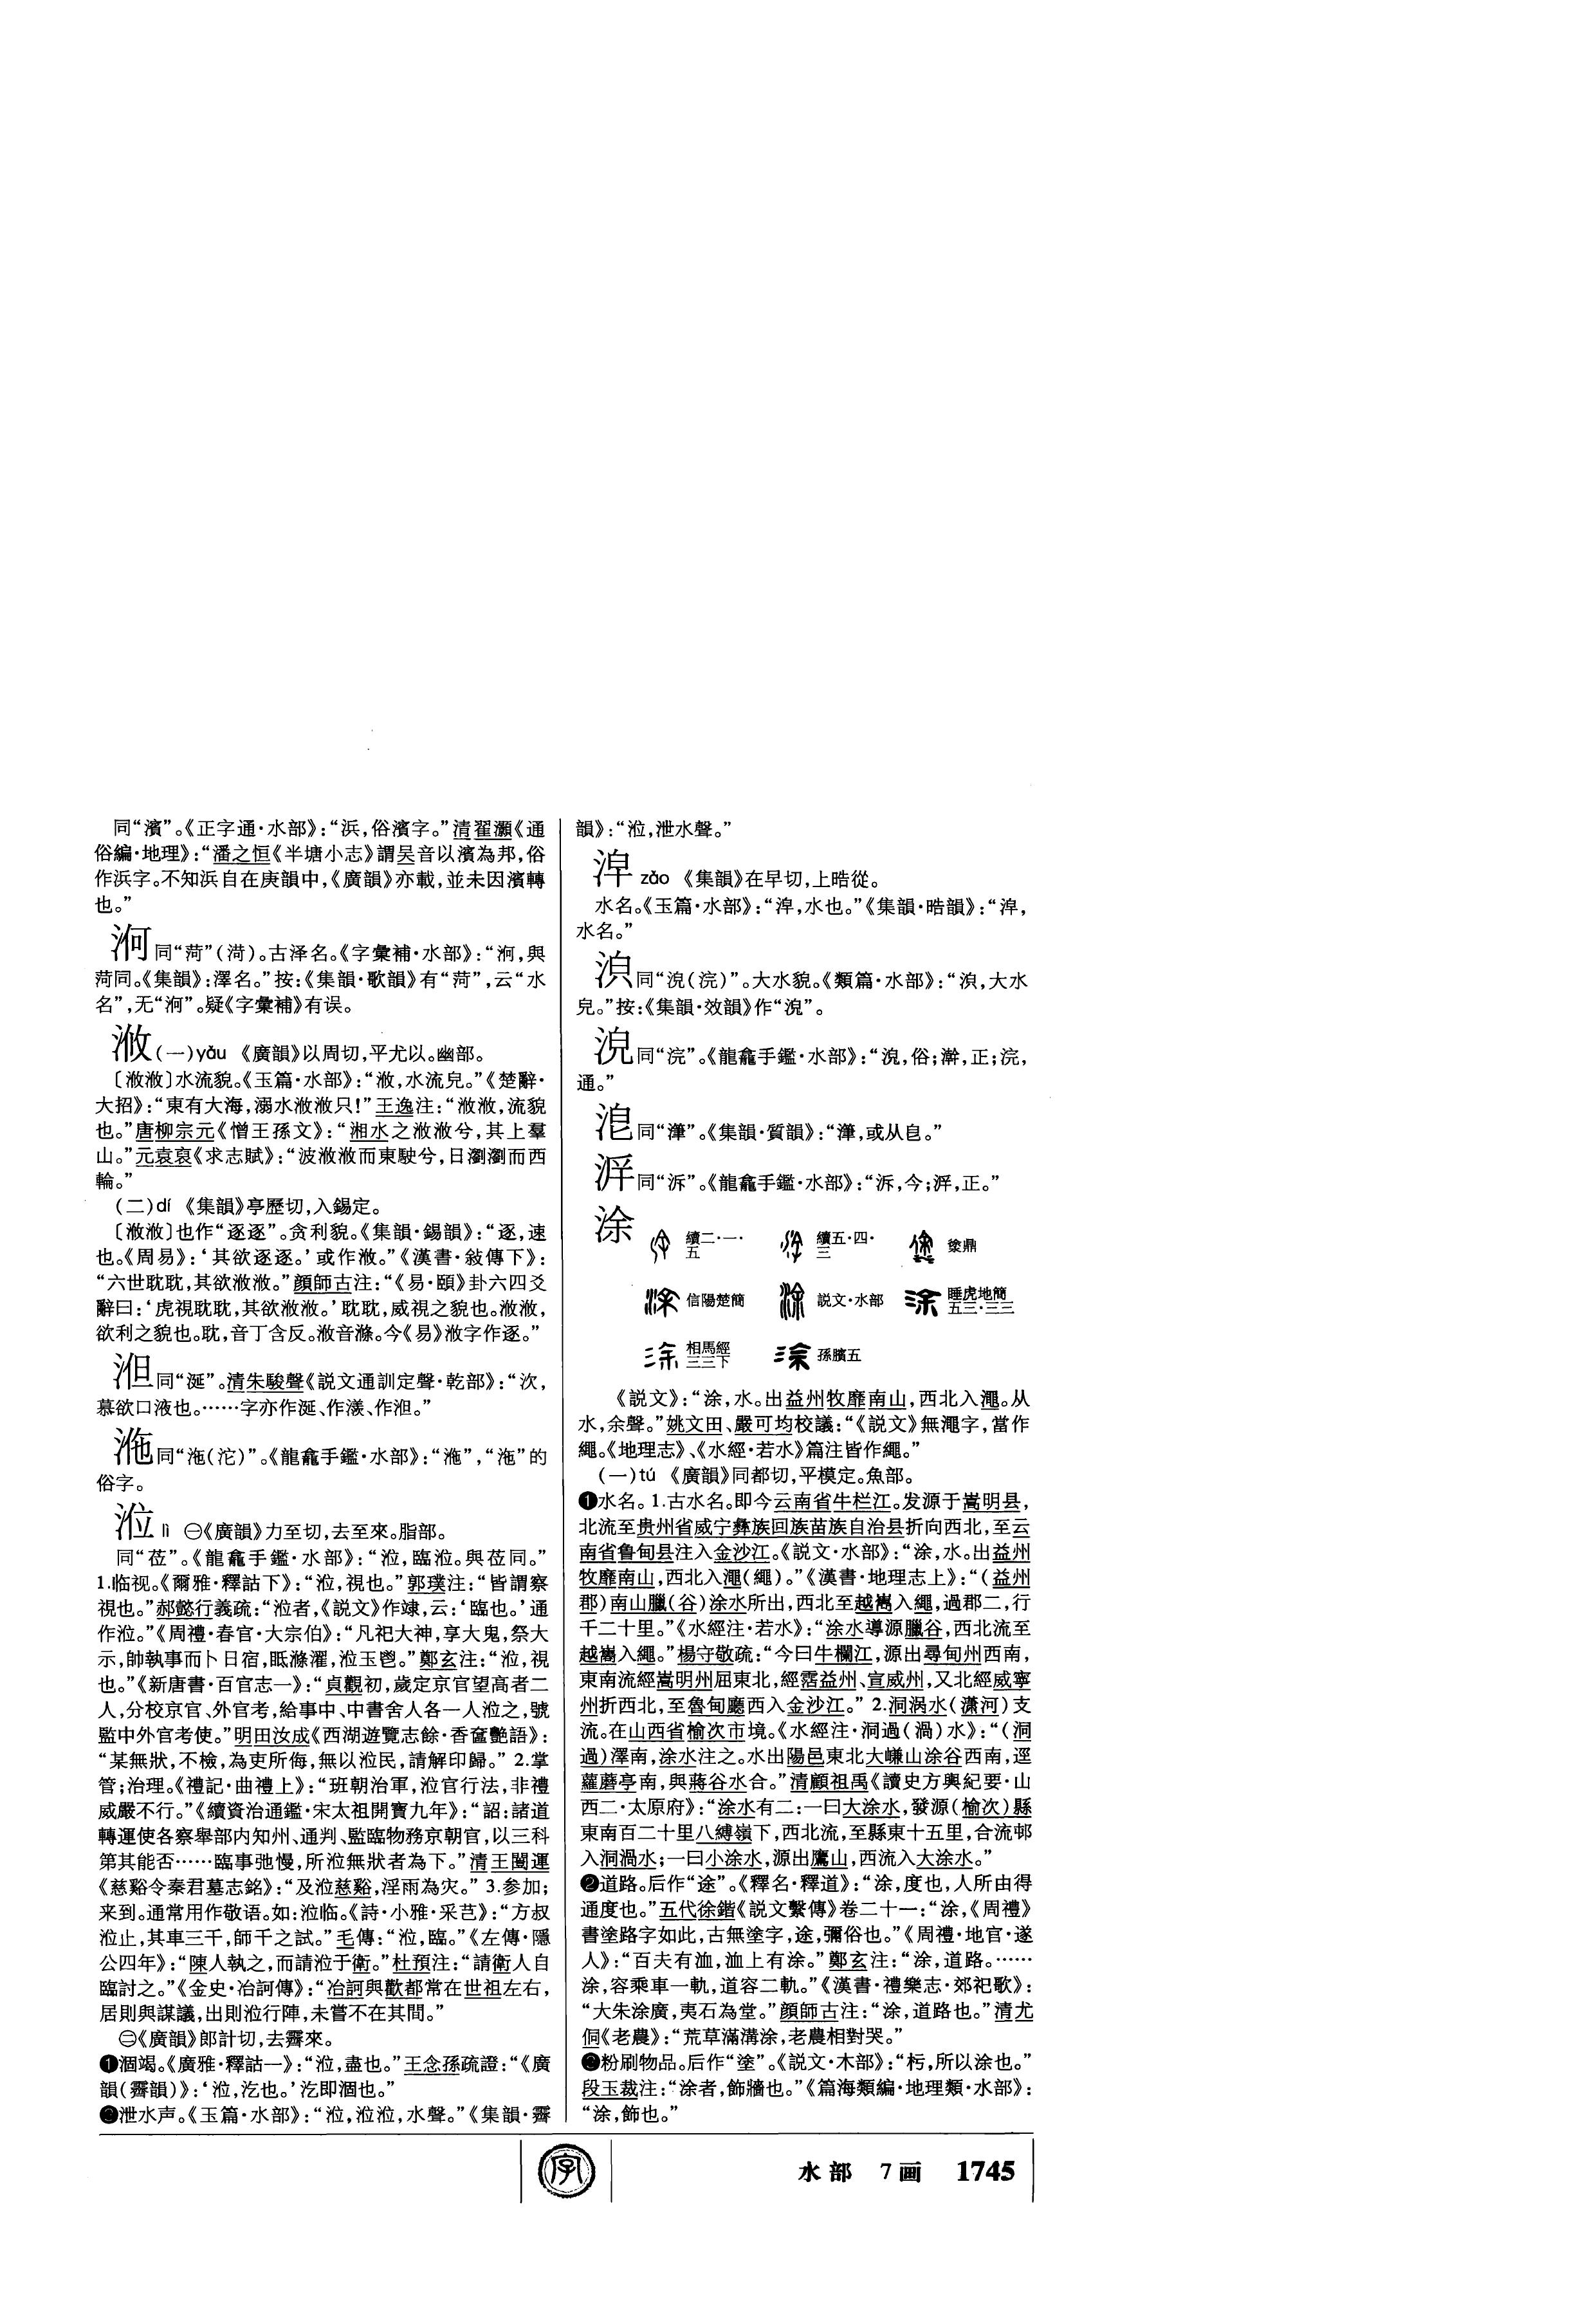 同“濱”。《正字通·水部》：“浜，俗濱字。”清翟灝《通
俗編·地理》：“潘之恒《半塘小志》謂吴音以濱為邦，俗
作浜字。不知浜自在庚韻中，《廣韻》亦載，並未因濱轉
也。”
𣵛同“菏”（渮）。古泽名。《字彙補·水部》：“𣵛，與
菏同。《集韻》：澤名。”按：《集韻·歌韻》有“菏”，云“水
名”，无“𣵛”。疑《字彙補》有误。
浟（一）yóu 《廣韻》以周切，平尤以。幽部。
〔浟浟〕水流貌。《玉篇·水部》：“浟，水流皃。”《楚辭·
大招》：“東有大海，溺水浟浟只！”王逸注：“浟浟，流貌
也。”唐柳宗元《憎王孫文》：“湘水之浟浟兮，其上羣
山。”元袁裒《求志賦》：“波浟浟而東駛兮，日瀏瀏而西
輪。”
（二）dí 《集韻》亭歷切，入錫定。
〔浟浟〕也作“逐逐”。贪利貌。《集韻·錫韻》：“逐，速
也。《周易》：‘其欲逐逐。’或作浟。”《漢書·敍傳下》：
“六世耽耽，其欲浟浟。”顔師古注：“《易·頤》卦六四爻
辭曰：‘虎視耽耽，其欲浟浟。’耽耽，威視之貌也。浟浟，
欲利之貌也。耽，音丁含反。浟音滌。今《易》浟字作逐。”
同“涎”。清朱駿聲《説文通訓定聲·乾部》：“㳄，
慕欲口液也。……字亦作涎、作㵪、作。”
同“沲（沱）”。《龍龕手鑑·水部》：“”，“沲”的
俗字。
涖 lì ㊀《廣韻》力至切，去至來。脂部。
同“莅”。《龍龕手鑑·水部》：“涖，臨涖。與莅同。”
1.临视。《爾雅·釋詁下》：“涖，視也。”郭璞注：“皆謂察
視也。”郝懿行義疏：“涖者，《説文》作䇐，云：‘臨也。’通
作涖。”《周禮·春官·大宗伯》：“凡祀大神，享大鬼，祭大
示，帥執事而卜日宿，眡滌濯，涖玉鬯。”鄭玄注：“涖，視
也。”《新唐書·百官志一》：“貞觀初，歲定京官望高者二
人，分校京官、外官考，給事中、中書舍人各一人涖之，號
監中外官考使。”明田汝成《西湖遊覽志餘·香奩艷語》：
“某無狀，不檢，為吏所侮，無以涖民，請解印歸。” 2.掌
管；治理。《禮記·曲禮上》：“班朝治軍，涖官行法，非禮
威嚴不行。”《續資治通鑑·宋太祖開寶九年》：“詔：諸道
轉運使各察舉部内知州、通判、監臨物務京朝官，以三科
第其能否……臨事弛慢，所涖無狀者為下。”清王闓運
《慈谿令秦君墓志銘》：“及涖慈谿，淫雨為灾。” 3.参加；
来到。通常用作敬语。如：涖临。《詩·小雅·采芑》：“方叔
涖止，其車三千，師干之試。”毛傳：“涖，臨。”《左傳·隱
公四年》：“陳人執之，而請涖于衛。”杜預注：“請衛人自
臨討之。”《金史·冶訶傳》：“冶訶與歡都常在世祖左右，
居則與謀議，出則涖行陣，未嘗不在其間。”
㊁《廣韻》郎計切，去霽來。
❶涸竭。《廣雅·釋詁一》：“涖，盡也。”王念孫疏證：“《廣
韻（霽韻）》：‘涖，汔也。’汔即涸也。”
❷泄水声。《玉篇·水部》：“涖，涖涖，水聲。”《集韻·霽
韻》：“涖，泄水聲。”
zǎo 《集韻》在早切，上晧從。
水名。《玉篇·水部》：“，水也。”《集韻·晧韻》：“，
水名。”
同“（浣）”。大水貌。《類篇·水部》：“，大水
皃。”按：《集韻·效韻》作“”。
同“浣”。《龍龕手鑑·水部》：“，俗；澣，正；浣，
通。”
浥同“潷”。《集韻·質韻》：“潷，或从皀。”
同“泝”。《龍龕手鑑·水部》：“泝，今；，正。”
涂
續二·一·五 續五·四·三 㻌鼎
信陽楚簡 説文·水部 睡虎地簡五三·三三
相馬經三三下 孫臏五
《説文》：“涂，水。出益州牧靡南山，西北入澠。从
水，余聲。”姚文田、嚴可均校議：“《説文》無澠字，當作
繩。《地理志》、《水經·若水》篇注皆作繩。”
（一）tú 《廣韻》同都切，平模定。魚部。
❶水名。1.古水名。即今云南省牛栏江。发源于嵩明县，
北流至贵州省威宁彝族回族苗族自治县折向西北，至云
南省鲁甸县注入金沙江。《説文·水部》：“涂，水。出益州
牧靡南山，西北入澠（繩）。”《漢書·地理志上》：“（益州
郡）南山臘（谷）涂水所出，西北至越嶲入繩，過郡二，行
千二十里。”《水經注·若水》：“涂水導源臘谷，西北流至
越嶲入繩。”楊守敬疏：“今曰牛欄江，源出尋甸州西南，
東南流經嵩明州屈東北，經霑益州、宣威州，又北經威寧
州折西北，至魯甸廳西入金沙江。” 2.洞涡水（潇河）支
流。在山西省榆次市境。《水經注·洞過（渦）水》：“（洞
過）澤南，涂水注之。水出陽邑東北大嵰山涂谷西南，逕
蘿蘑亭南，與蔣谷水合。”清顧祖禹《讀史方輿紀要·山
西二·太原府》：“涂水有二：一曰大涂水，發源（榆次）縣
東南百二十里八縛嶺下，西北流，至縣東十五里，合流邨
入洞渦水；一曰小涂水，源出鷹山，西流入大涂水。”
❷道路。后作“途”。《釋名·釋道》：“涂，度也，人所由得
通度也。”五代徐鍇《説文繫傳》卷二十一：“涂，《周禮》
書塗路字如此，古無塗字，途，彌俗也。”《周禮·地官·遂
人》：“百夫有洫，洫上有涂。”鄭玄注：“涂，道路。……
涂，容乘車一軌，道容二軌。”《漢書·禮樂志·郊祀歌》：
“大朱涂廣，夷石為堂。”顔師古注：“涂，道路也。”清尤
侗《老農》：“荒草滿溝涂，老農相對哭。”
❸粉刷物品。后作“塗”。《説文·木部》：“杇，所以涂也。”
段玉裁注：“涂者，飾牆也。”《篇海類編·地理類·水部》：
“涂，飾也。”
字
水部 7画 1745